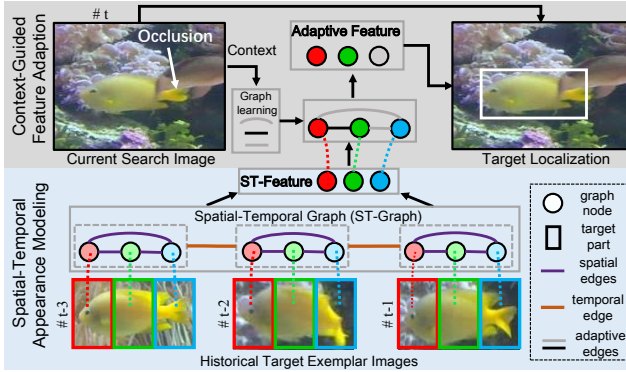 # t
Occlusion
Context-Guided
Feature Adaption
Context
Graph
learning
Adaptive Feature
Current Search Image
Target Localization
ST-Feature
Spatial-Temporal
Appearance Modeling
Spatial-Temporal Graph (ST-Graph)
# t-3
# t-2
# t-1
Historical Target Exemplar Images
graph
node
target
part
spatial
edges
temporal
edge
adaptive
edges